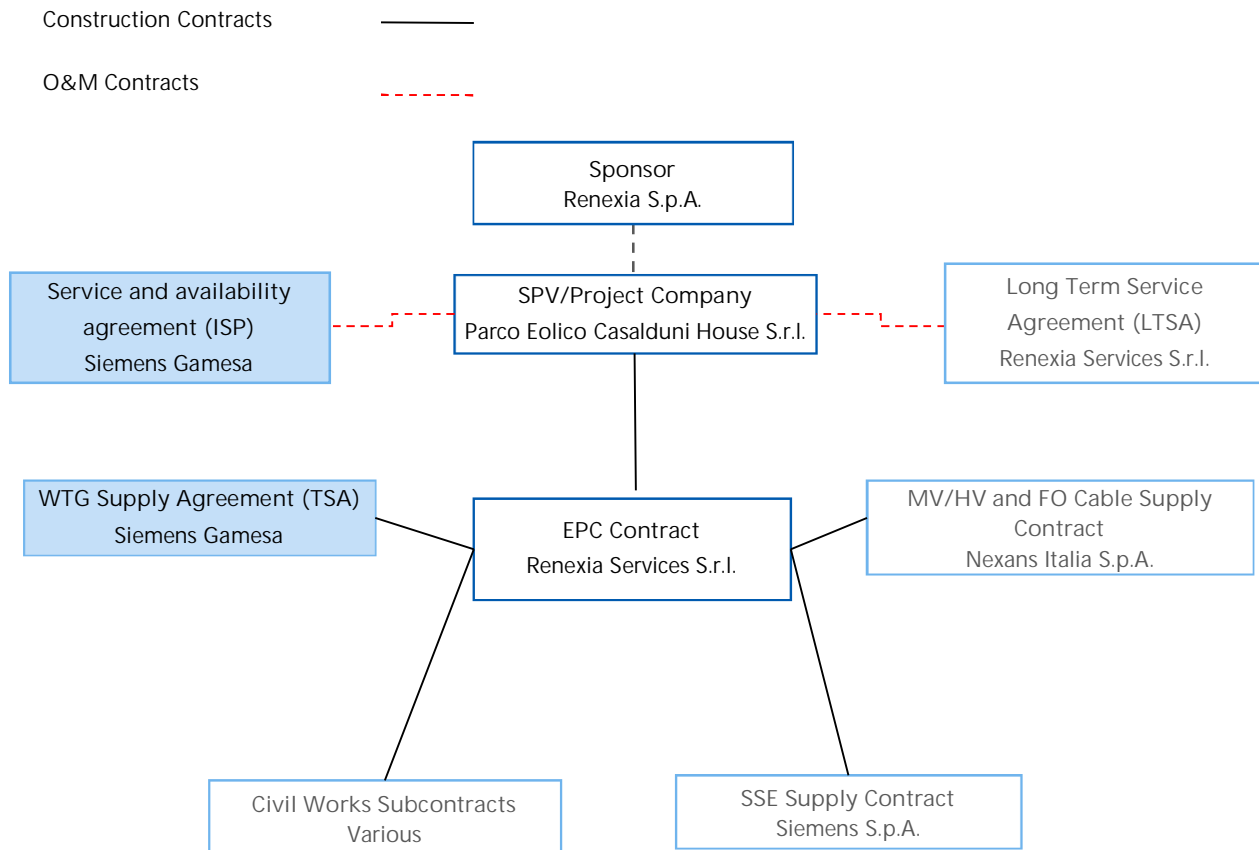 Construction Contracts
O&M Contracts
Sponsor
Renexia S.p.A.
Service and availability
agreement (ISP)
Siemens Gamesa
SPV/Project Company
Parco Eolico Casalduni House S.r.l.
Long Term Service
Agreement (LTSA)
Renexia Services S.r.l.
WTG Supply Agreement (TSA)
Siemens Gamesa
EPC Contract
Renexia Services S.r.l.
MV/HV and FO Cable Supply
Contract
Nexans Italia S.p.A.
Civil Works Subcontracts
Various
SSE Supply Contract
Siemens S.p.A.